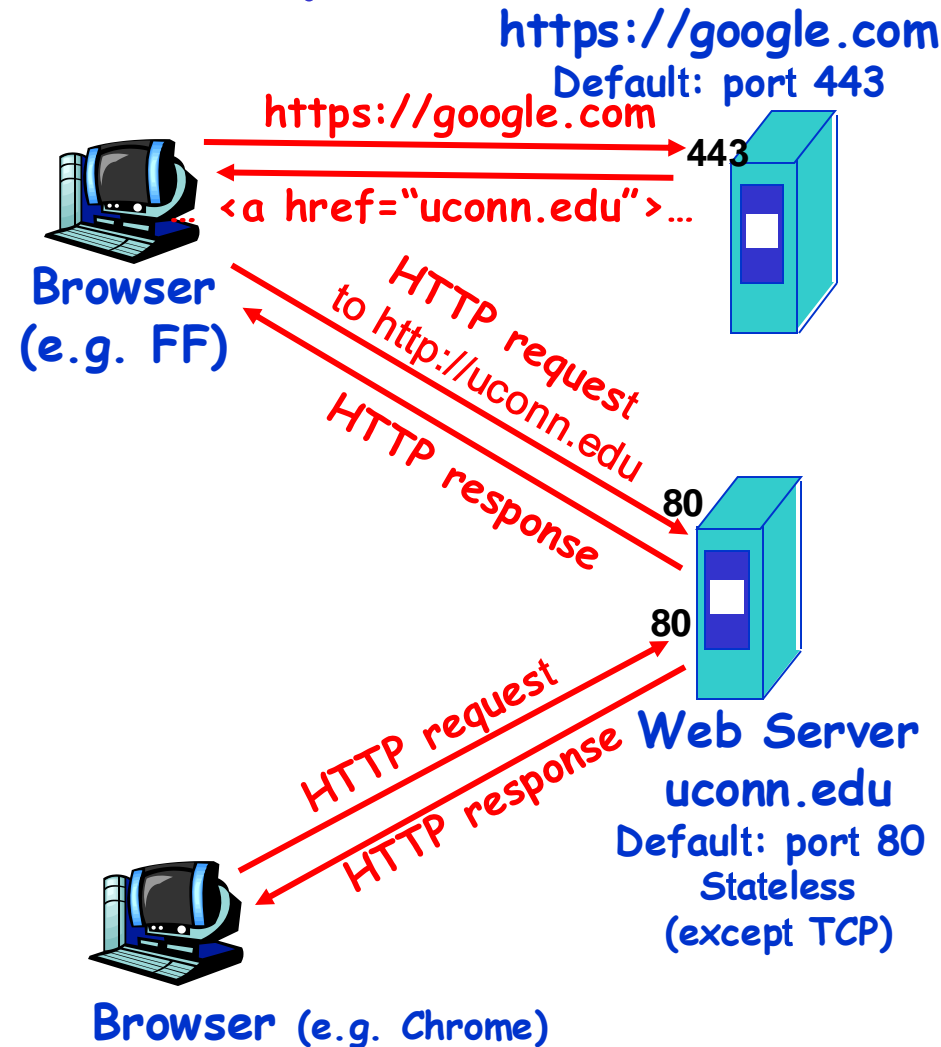 https://google.com
Default: port 443
https://google.com
443
… <a href="uconn.edu">…
Browser
(e.g. FF)
HTTP request
to http://uconn.edu
HTTP response
80
80
HTTP request
HTTP response
Web Server
uconn.edu
Default: port 80
Stateless
(except TCP)
Browser (e.g. Chrome)